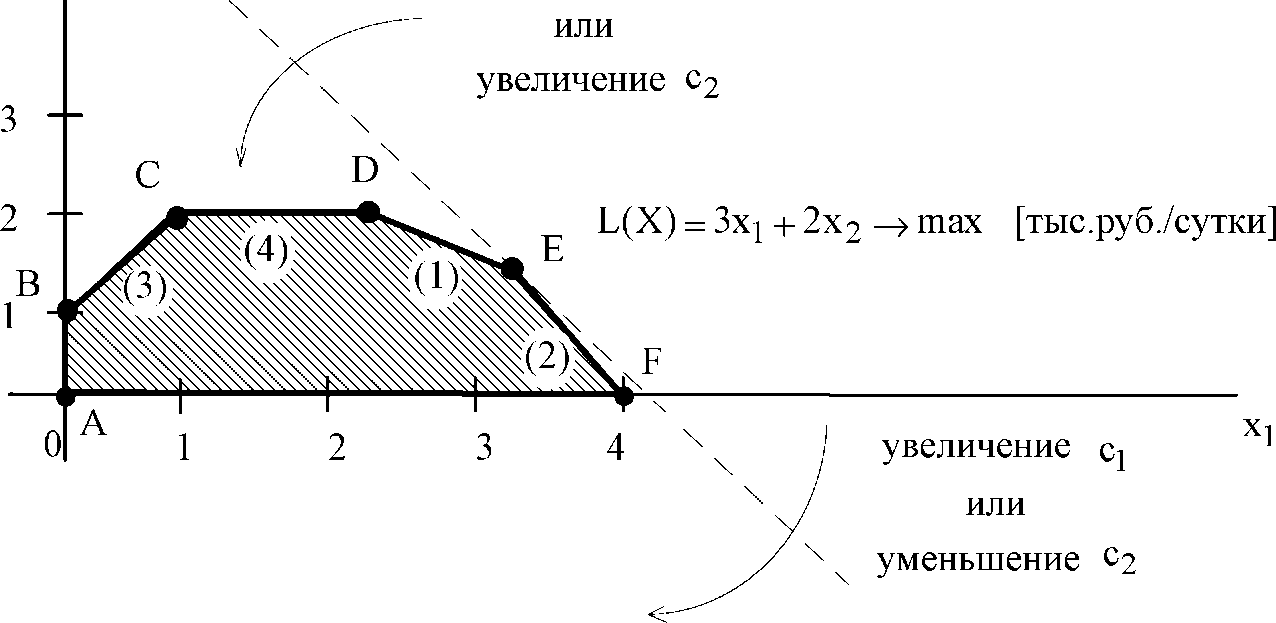 или
увеличение c2
3
C
D
2
L(X) = 3x1 + 2x2 → max [тыс.руб./сутки]
(4)
E
(1)
B
(3)
1
(2)
F
0
A
1
2
3
4
x1
увеличение c1
или
уменьшение c2